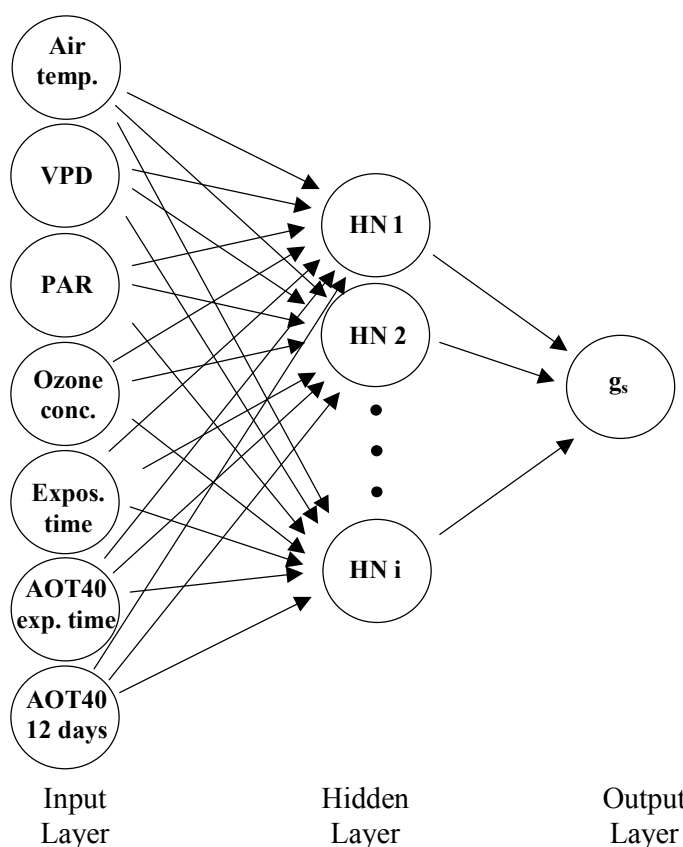 Air
temp.
VPD
PAR
Ozone
conc.
Expos.
time
AOT40
exp. time
AOT40
12 days
HN 1
HN 2
HN i
gs
Input
Layer
Hidden
Layer
Output
Layer